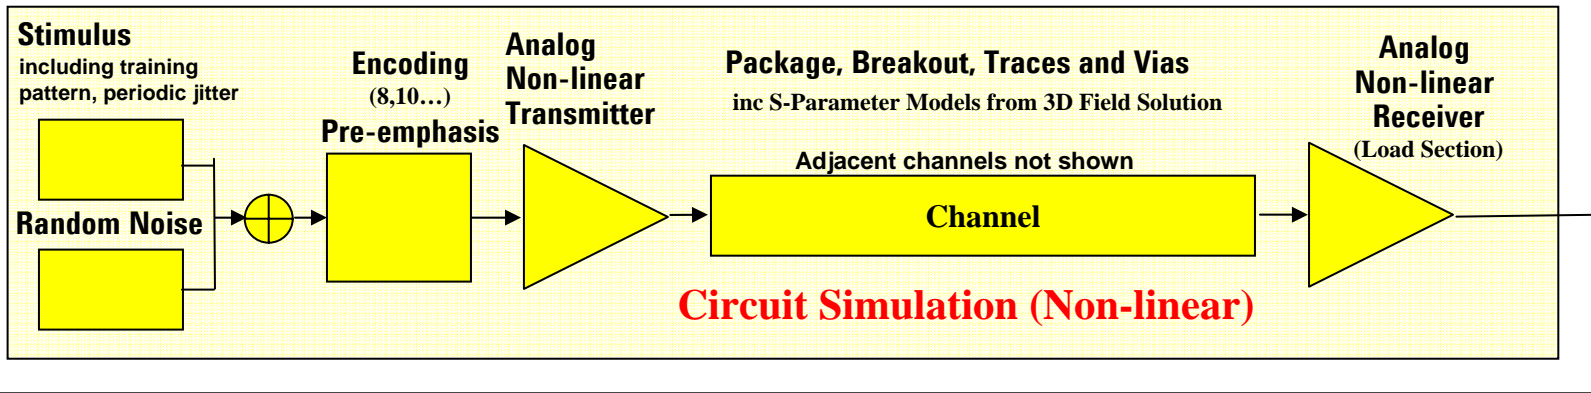 Stimulus
including training
pattern, periodic jitter
Random Noise
Encoding
(8,10…)
Pre-emphasis
Analog
Non-linear
Transmitter
Package, Breakout, Traces and Vias
inc S-Parameter Models from 3D Field Solution
Adjacent channels not shown
Channel
Circuit Simulation (Non-linear)
Analog
Non-linear
Receiver
(Load Section)